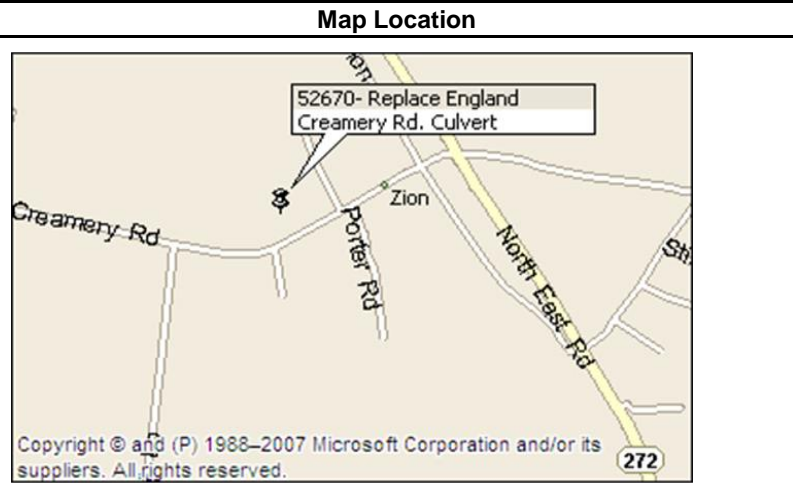 Map Location
52670- Replace England
Creamery Rd. Culvert
Zion
Creamery Rd
Porter Rd
North East Rd
Copyright © and (P) 1988–2007 Microsoft Corporation and/or its
suppliers. All rights reserved.
272